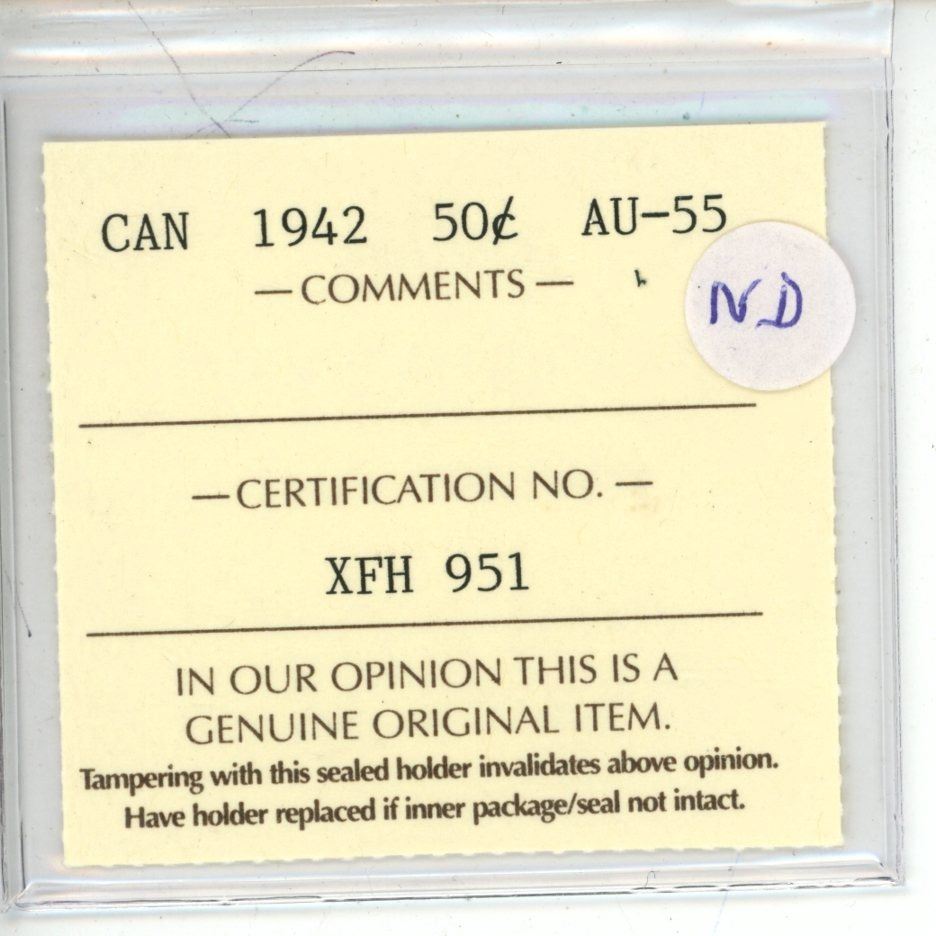 CAN 1942 50¢ AU-55
—COMMENTS—
ND
—CERTIFICATION NO.—
XFH 951
IN OUR OPINION THIS IS A
GENUINE ORIGINAL ITEM.
Tampering with this sealed holder invalidates above opinion.
Have holder replaced if inner package/seal not intact.